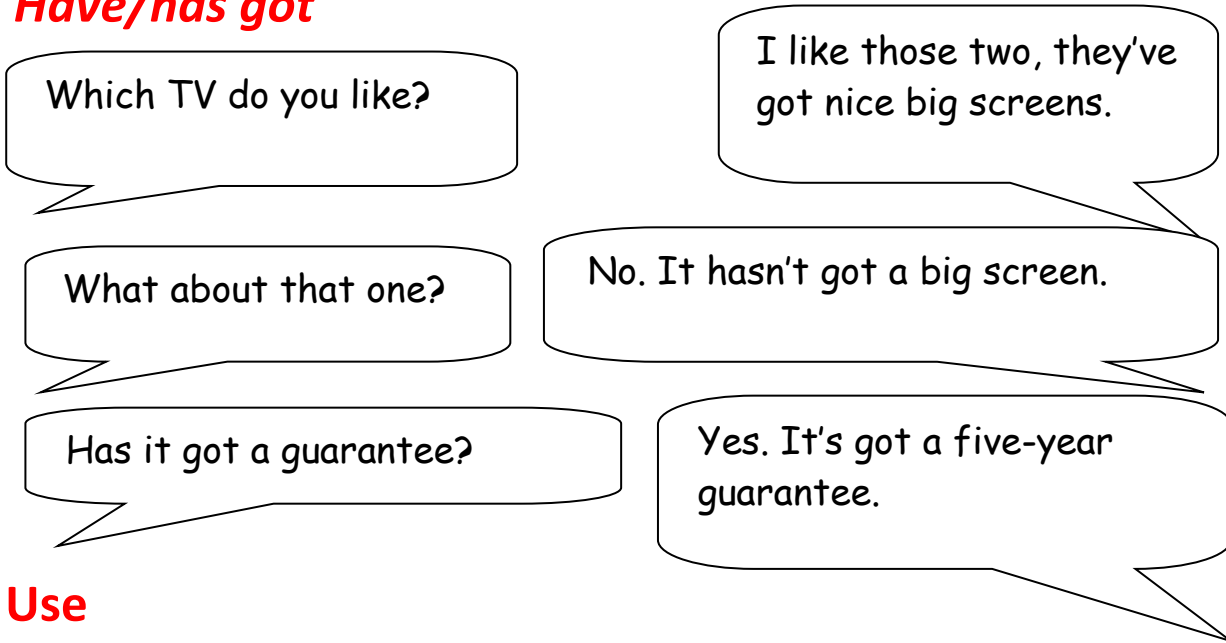 Have/has got
Which TV do you like?
I like those two, they've
got nice big screens.
What about that one?
No. It hasn't got a big screen.
Has it got a guarantee?
Yes. It's got a five-year
guarantee.
Use